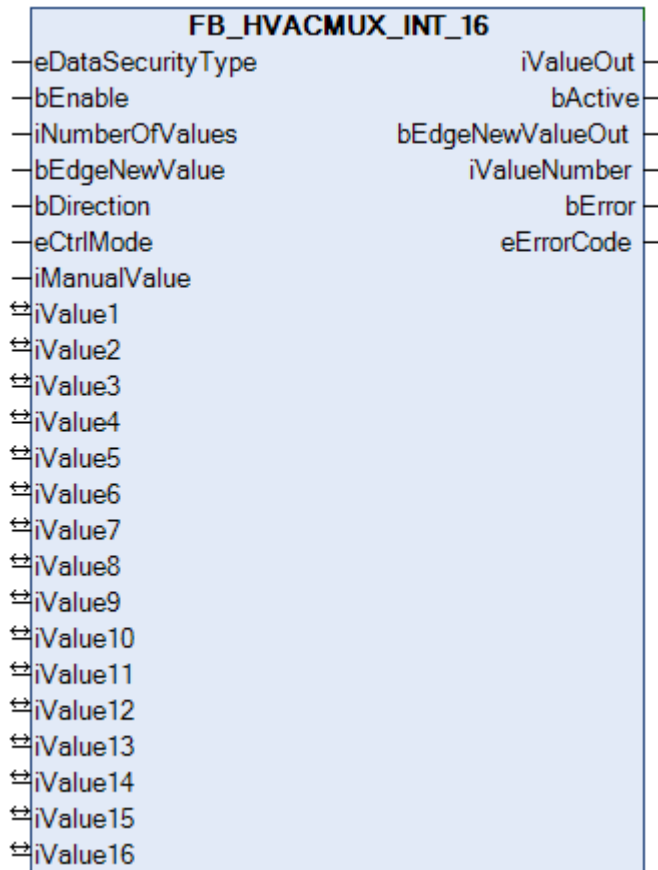 FB_HVACMUX_INT_16
eDataSecurityType iValueOut
bEnable bActive
iNumberOfValues bEdgeNewValueOut
bEdgeNewValue iValueNumber
bDirection bError
eCtrlMode eErrorCode
iManualValue
iValue1
iValue2
iValue3
iValue4
iValue5
iValue6
iValue7
iValue8
iValue9
iValue10
iValue11
iValue12
iValue13
iValue14
iValue15
iValue16